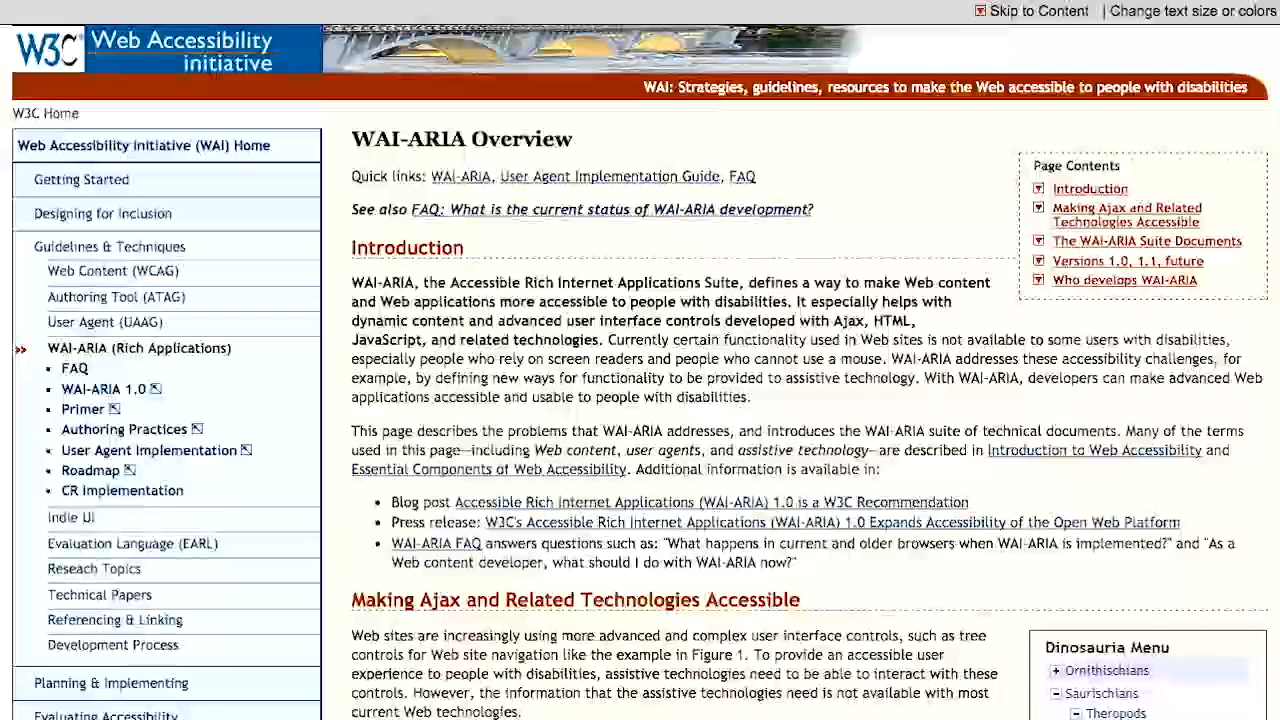 Skip to Content | Change text size or colors
W3C Web Accessibility
initiative
WAI: Strategies, guidelines, resources to make the Web accessible to people with disabilities
W3C Home
Web Accessibility Initiative (WAI) Home
Getting Started
Designing for Inclusion
Guidelines & Techniques
Web Content (WCAG)
Authoring Tool (ATAG)
User Agent (UAAG)
WAI-ARIA (Rich Applications)
FAQ
WAI-ARIA 1.0
Primer
Authoring Practices
User Agent Implementation
Roadmap
CR Implementation
Indie UI
Evaluation Language (EARL)
Reseach Topics
Technical Papers
Referencing & Linking
Development Process
Planning & Implementing
Evaluating Accessibility
WAI-ARIA Overview
Quick links: WAI-ARIA, User Agent Implementation Guide, FAQ
See also FAQ: What is the current status of WAI-ARIA development?
Page Contents
Introduction
Making Ajax and Related
Technologies Accessible
The WAI-ARIA Suite Documents
Versions 1.0, 1.1, future
Who develops WAI-ARIA
Introduction
WAI-ARIA, the Accessible Rich Internet Applications Suite, defines a way to make Web content
and Web applications more accessible to people with disabilities. It especially helps with
dynamic content and advanced user interface controls developed with Ajax, HTML,
JavaScript, and related technologies. Currently certain functionality used in Web sites is not available to some users with disabilities,
especially people who rely on screen readers and people who cannot use a mouse. WAI-ARIA addresses these accessibility challenges, for
example, by defining new ways for functionality to be provided to assistive technology. With WAI-ARIA, developers can make advanced Web
applications accessible and usable to people with disabilities.
This page describes the problems that WAI-ARIA addresses, and introduces the WAI-ARIA suite of technical documents. Many of the terms
used in this page—including Web content, user agents, and assistive technology—are described in Introduction to Web Accessibility and
Essential Components of Web Accessibility. Additional information is available in:
• Blog post Accessible Rich Internet Applications (WAI-ARIA) 1.0 is a W3C Recommendation
• Press release: W3C's Accessible Rich Internet Applications (WAI-ARIA) 1.0 Expands Accessibility of the Open Web Platform
• WAI-ARIA FAQ answers questions such as: "What happens in current and older browsers when WAI-ARIA is implemented?" and "As a
Web content developer, what should I do with WAI-ARIA now?"
Making Ajax and Related Technologies Accessible
Web sites are increasingly using more advanced and complex user interface controls, such as tree
controls for Web site navigation like the example in Figure 1. To provide an accessible user
experience to people with disabilities, assistive technologies need to be able to interact with these
controls. However, the information that the assistive technologies need is not available with most
current Web technologies.
Dinosauria Menu
Ornithischians
Saurischians
Theropods